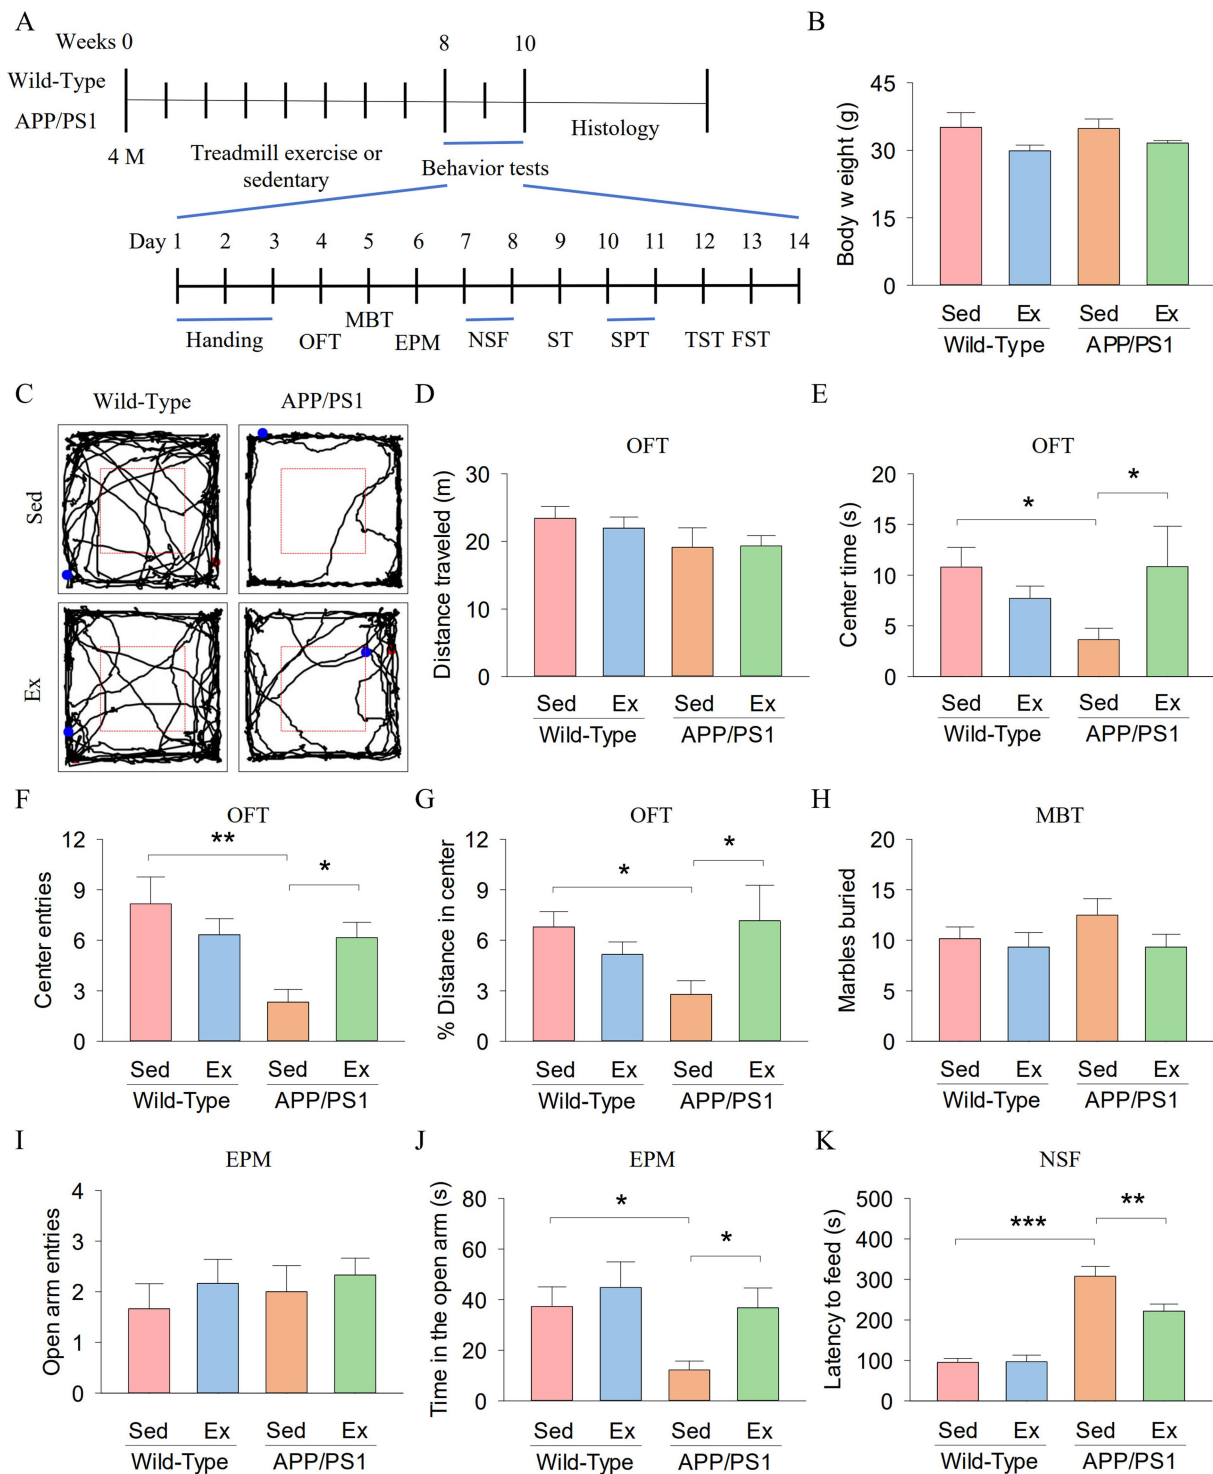 A
Weeks 0 8 10
Wild-Type
APP/PS1
4 M
Treadmill exercise or
sedentary
Behavior tests
Histology
Day 1 2 3 4 5 6 7 8 9 10 11 12 13 14
Handing OFT MBT EPM NSF ST SPT TST FST
B
Body w eight (g)
45
30
15
0
Sed Ex Sed Ex
Wild-Type APP/PS1
C
Wild-Type APP/PS1
Sed
Ex
D
OFT
Distance traveled (m)
30
20
10
0
Sed Ex Sed Ex
Wild-Type APP/PS1
E
OFT
Center time (s)
20
15
10
5
0
* *
Sed Ex Sed Ex
Wild-Type APP/PS1
F
OFT
Center entries
12
9
6
3
0
** *
Sed Ex Sed Ex
Wild-Type APP/PS1
G
OFT
% Distance in center
12
9
6
3
0
* *
Sed Ex Sed Ex
Wild-Type APP/PS1
H
MBT
Marbles buried
20
15
10
5
0
Sed Ex Sed Ex
Wild-Type APP/PS1
I
EPM
Open arm entries
4
3
2
1
0
Sed Ex Sed Ex
Wild-Type APP/PS1
J
EPM
Time in the open arm (s)
80
60
40
20
0
* *
Sed Ex Sed Ex
Wild-Type APP/PS1
K
NSF
Latency to feed (s)
500
400
300
200
100
0
*** **
Sed Ex Sed Ex
Wild-Type APP/PS1